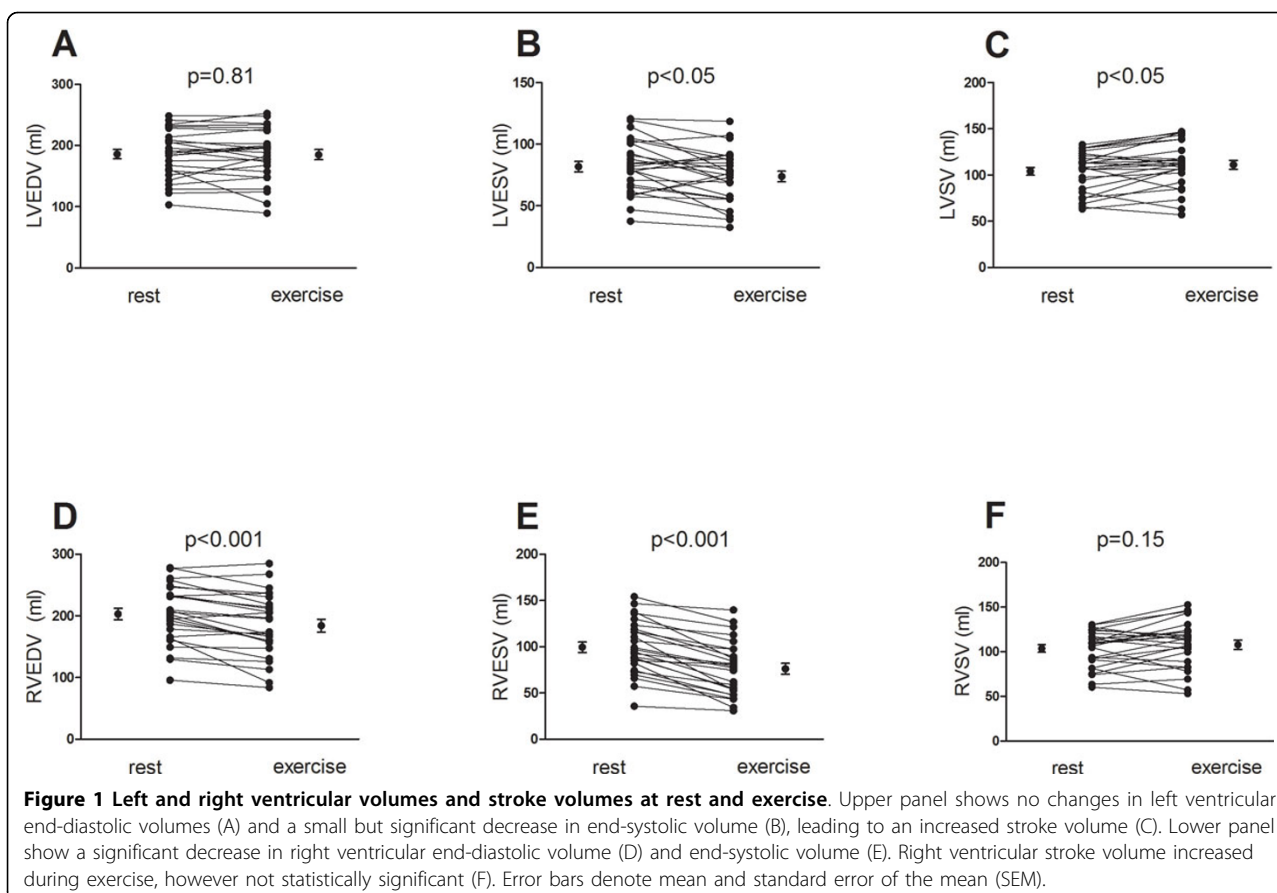 A
p=0.81
LVEDV (ml)
300
200
100
0
rest exercise
B
p<0.05
LVESV (ml)
150
100
50
0
rest exercise
C
p<0.05
LVSV (ml)
200
150
100
50
0
rest exercise
D
p<0.001
RVEDV (ml)
300
200
100
0
rest exercise
E
p<0.001
RVESV (ml)
200
150
100
50
0
rest exercise
F
p=0.15
RVSV (ml)
200
150
100
50
0
rest exercise
Figure 1 Left and right ventricular volumes and stroke volumes at rest and exercise. Upper panel shows no changes in left ventricular
end-diastolic volumes (A) and a small but significant decrease in end-systolic volume (B), leading to an increased stroke volume (C). Lower panel
show a significant decrease in right ventricular end-diastolic volume (D) and end-systolic volume (E). Right ventricular stroke volume increased
during exercise, however not statistically significant (F). Error bars denote mean and standard error of the mean (SEM).